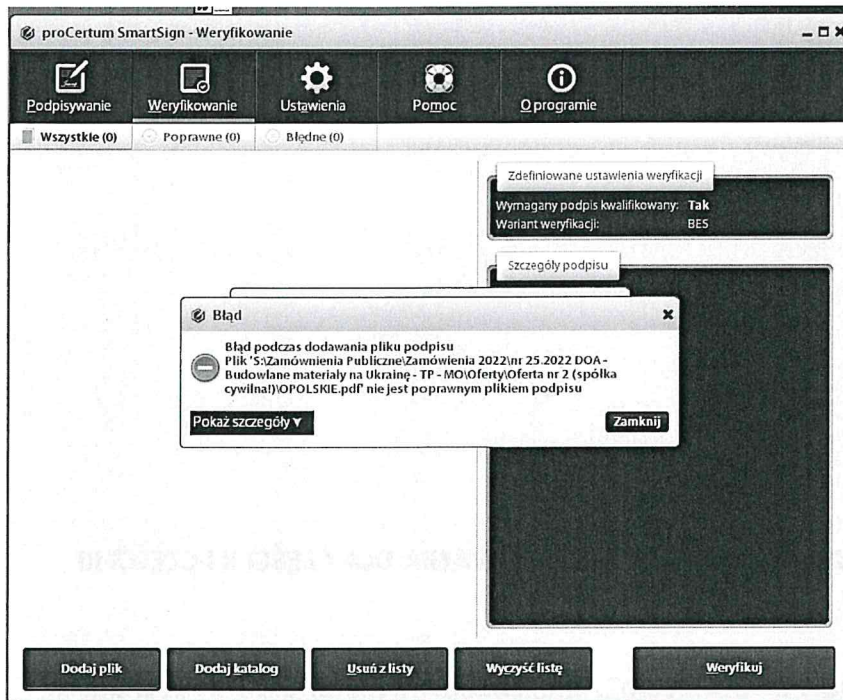 proCertum SmartSign - Weryfikowanie
Podpisywanie Weryfikowanie Ustawienia Pomoc O programie
Wszystkie (0) Poprawne (0) Błędne (0)
Zdefiniowane ustawienia weryfikacji
Wymagany podpis kwalifikowany: Tak
Wariant weryfikacji: BES
Szczegóły podpisu
Błąd
Błąd podczas dodawania pliku podpisu
Plik 'S:\Zamównienia Publiczne\Zamówienia 2022\nr 25.2022 DOA -
Budowlane materiały na Ukrainę - TP - MO\Oferty\Oferta nr 2 (spółka
cywilna!)\OPOLSKIE.pdf' nie jest poprawnym plikiem podpisu
Pokaż szczegóły Zamknij
Dodaj plik Dodaj katalog Usuń z listy Wyczyść listę Weryfikuj